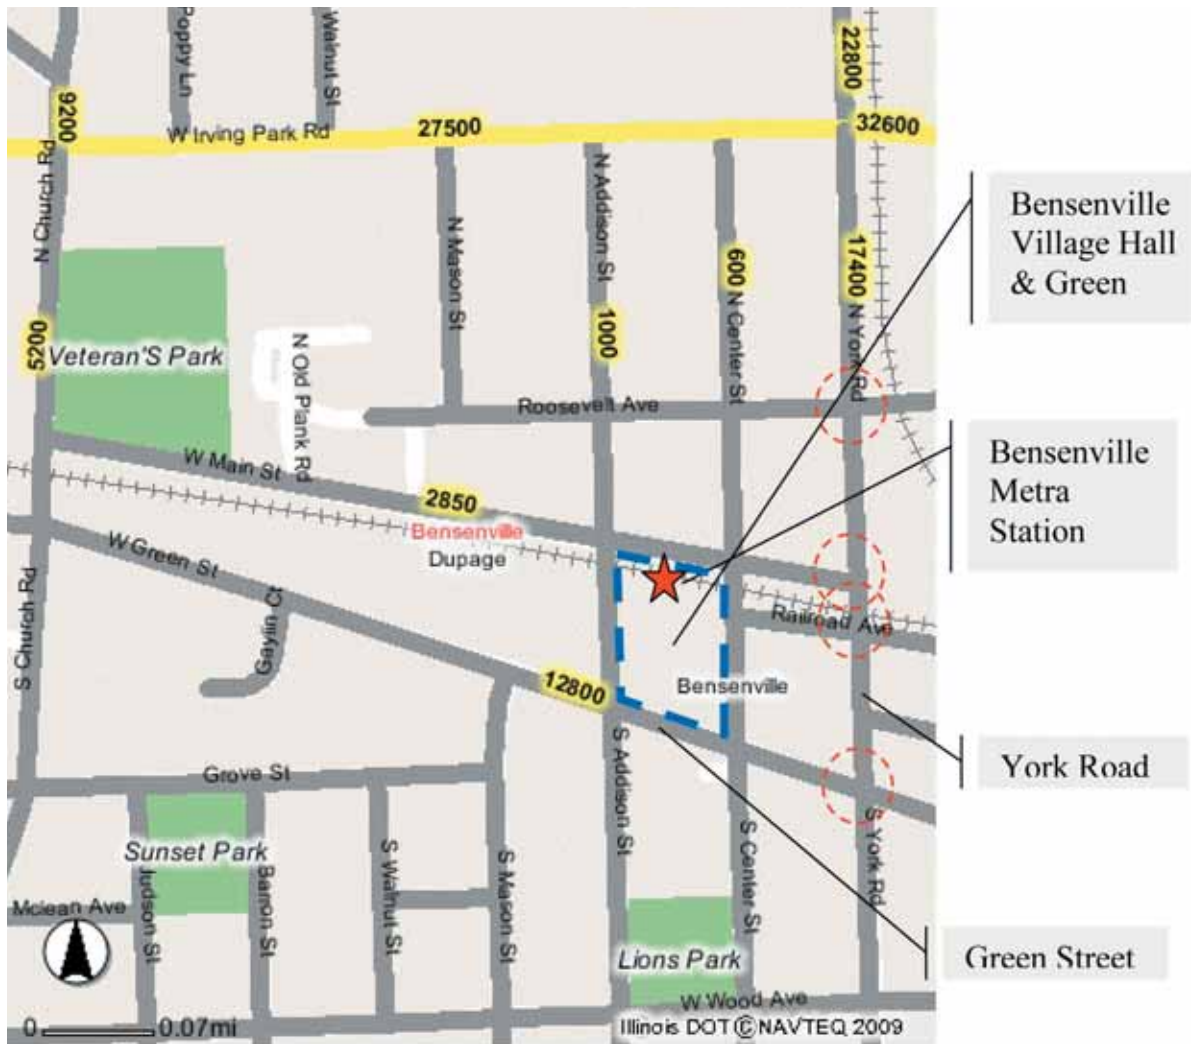 Poppy Ln
Walnut St
22800
9200
W Irving Park Rd
27500
32600
N Church Rd
N Mason St
N Addison St
600
N Center St
17400
N York Rd
Bensenville
Village Hall
& Green
5200
Veteran'S Park
N Old Plank Rd
1000
Roosevelt Ave
W Main St
2850
Bensenville
Dupage
Bensenville
Metra
Station
W Green St
S Church Rd
Gaylin Ct
Railroad Ave
12800
Bensenville
York Road
Grove St
S Addison St
Sunset Park
Judson St
Barron St
S Walnut St
S Mason St
S Center St
S York Rd
Mclean Ave
Lions Park
Green Street
W Wood Ave
0
0.07mi
Illinois DOT ©NAVTEQ 2009